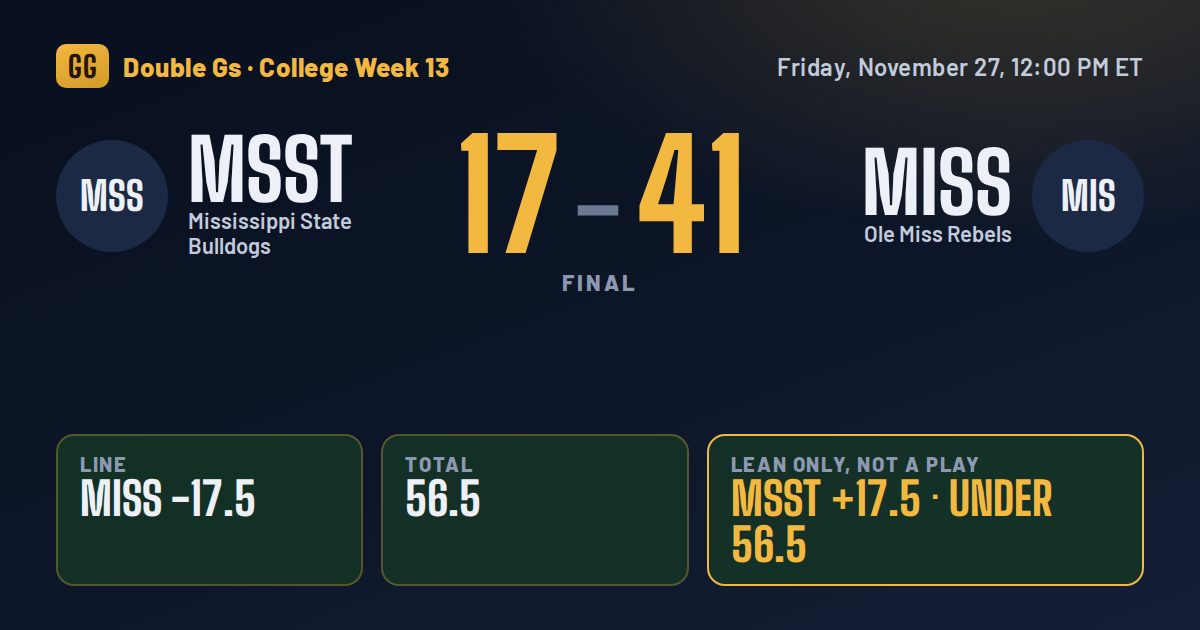 GG
Double Gs · College Week 13
Friday, November 27, 12:00 PM ET
MSS
MSST
Mississippi State
Bulldogs
17 – 41
FINAL
MISS
Ole Miss Rebels
MIS
LINE
MISS -17.5
TOTAL
56.5
LEAN ONLY, NOT A PLAY
MSST +17.5 · UNDER
56.5